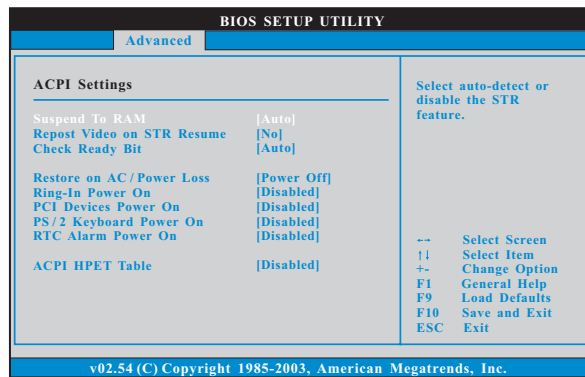 BIOS SETUP UTILITY
Advanced
ACPI Settings
Suspend To RAM [Auto]
Repost Video on STR Resume [No]
Check Ready Bit [Auto]
Restore on AC / Power Loss [Power Off]
Ring-In Power On [Disabled]
PCI Devices Power On [Disabled]
PS / 2 Keyboard Power On [Disabled]
RTC Alarm Power On [Disabled]
ACPI HPET Table [Disabled]
Select auto-detect or
disable the STR
feature.
←→ Select Screen
↑↓ Select Item
+- Change Option
F1 General Help
F9 Load Defaults
F10 Save and Exit
ESC Exit
v02.54 (C) Copyright 1985-2003, American Megatrends, Inc.